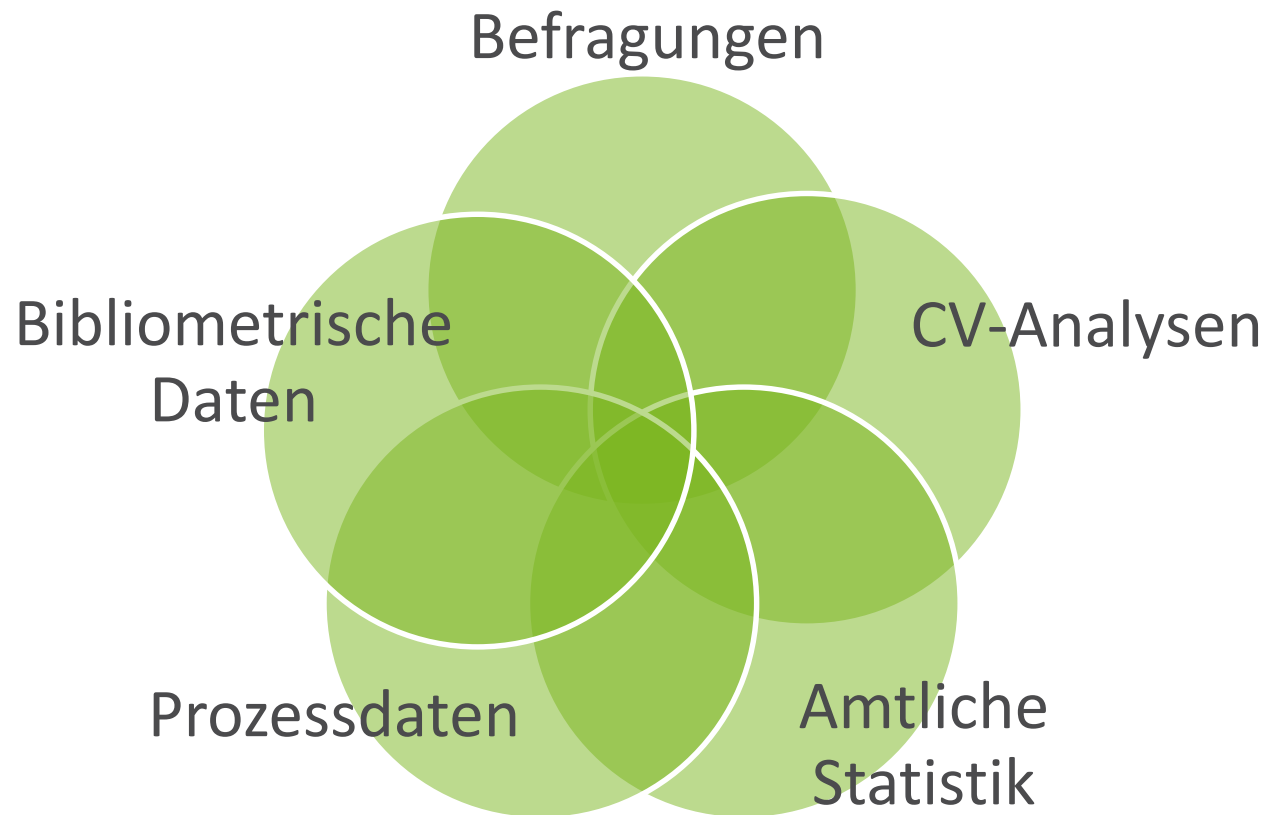 Befragungen
Bibliometrische
Daten
CV-Analysen
Prozessdaten
Amtliche
Statistik